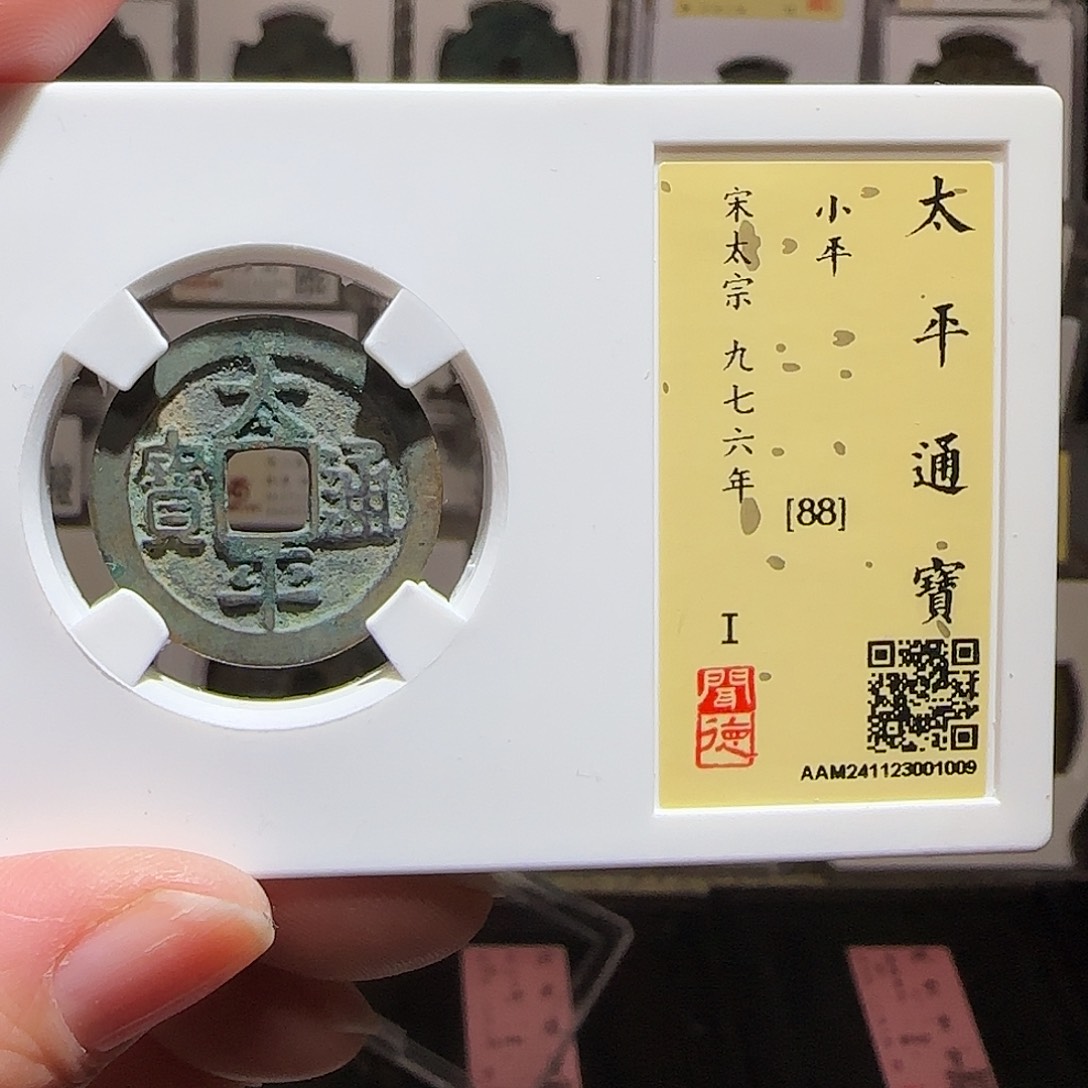 太平通寳
太平通寶
小平
[88]
宋太宗 九七六年
I
聞德
AAM241123001009